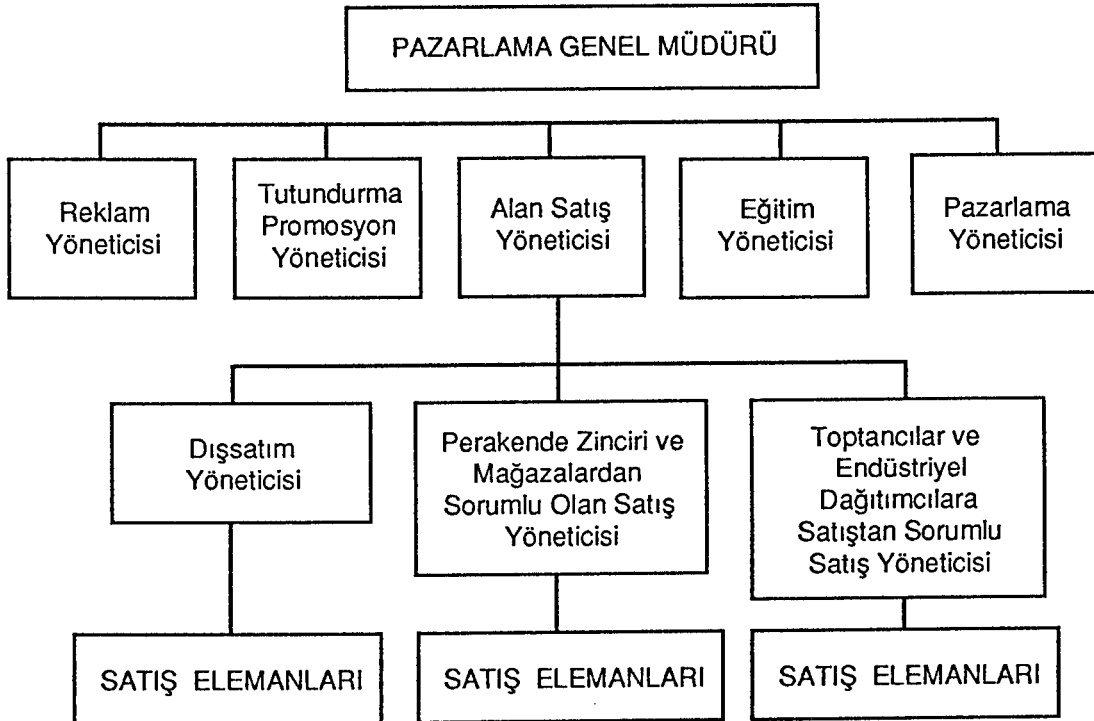 PAZARLAMA GENEL MÜDÜRÜ
Reklam
Yöneticisi
Tutundurma
Promosyon
Yöneticisi
Alan Satış
Yöneticisi
Eğitim
Yöneticisi
Pazarlama
Yöneticisi
Dışsatım
Yöneticisi
Perakende Zinciri ve
Mağazalardan
Sorumlu Olan Satış
Yöneticisi
Toptancılar ve
Endüstriyel
Dağıtımcılara
Satıştan Sorumlu
Satış Yöneticisi
SATIŞ ELEMANLARI
SATIŞ ELEMANLARI
SATIŞ ELEMANLARI